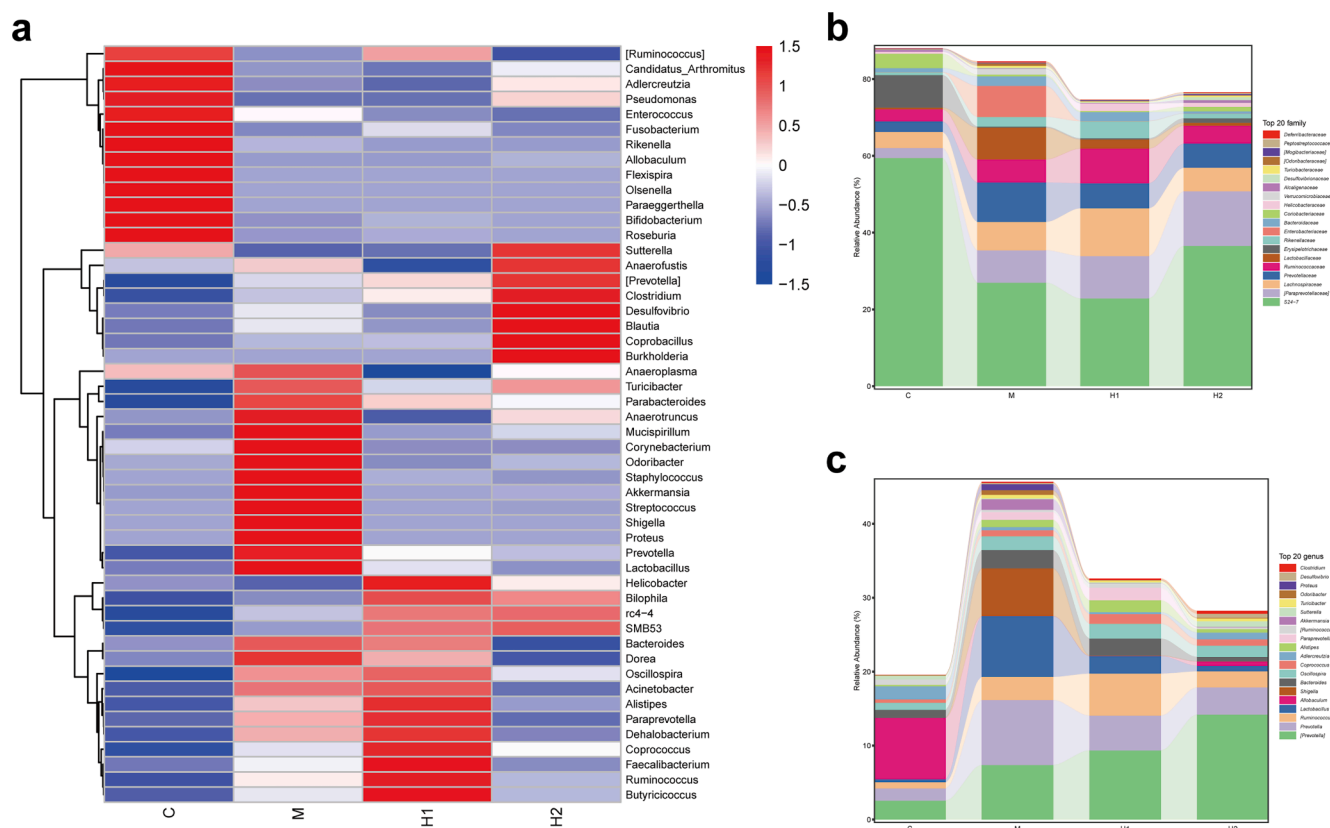 a
[Ruminococcus]
Candidatus_Arthromitus
Adlercreutzia
Pseudomonas
Enterococcus
Fusobacterium
Rikenella
Allobaculum
Flexispira
Olsenella
Paraeggerthella
Bifidobacterium
Roseburia
Sutterella
Anaerofustis
[Prevotella]
Clostridium
Desulfovibrio
Blautia
Coprobacillus
Burkholderia
Anaeroplasma
Turicibacter
Parabacteroides
Anaerotruncus
Mucispirillum
Corynebacterium
Odoribacter
Staphylococcus
Akkermansia
Streptococcus
Shigella
Proteus
Prevotella
Lactobacillus
Helicobacter
Bilophila
rc4-4
SMB53
Bacteroides
Dorea
Oscillospira
Acinetobacter
Alistipes
Paraprevotella
Dehalobacterium
Coprococcus
Faecalibacterium
Ruminococcus
Butyricicoccus
C M H1 H2
1.5
1
0.5
0
−0.5
−1
−1.5
b
Relative Abundance (%)
80
60
40
20
0
C M H1 H2
Top 20 family
Deferribacteraceae
Peptostreptococcaceae
[Mogibacteriaceae]
[Odoribacteraceae]
Turicibacteraceae
Desulfovibrionaceae
Alcaligenaceae
Verrucomicrobiaceae
Helicobacteraceae
Coriobacteriaceae
Bacteroidaceae
Enterobacteriaceae
Rikenellaceae
Erysipelotrichaceae
Lactobacillaceae
Ruminococcaceae
Prevotellaceae
Lachnospiraceae
[Paraprevotellaceae]
S24-7
c
Relative Abundance (%)
40
30
20
10
0
C M H1 H2
Top 20 genus
Clostridium
Desulfovibrio
Proteus
Odoribacter
Turicibacter
Sutterella
Akkermansia
[Ruminococc
Paraprevotell
Alistipes
Adlercreutzia
Coprococcus
Oscillospira
Bacteroides
Shigella
Allobaculum
Lactobacillus
Ruminococcus
Prevotella
[Prevotella]